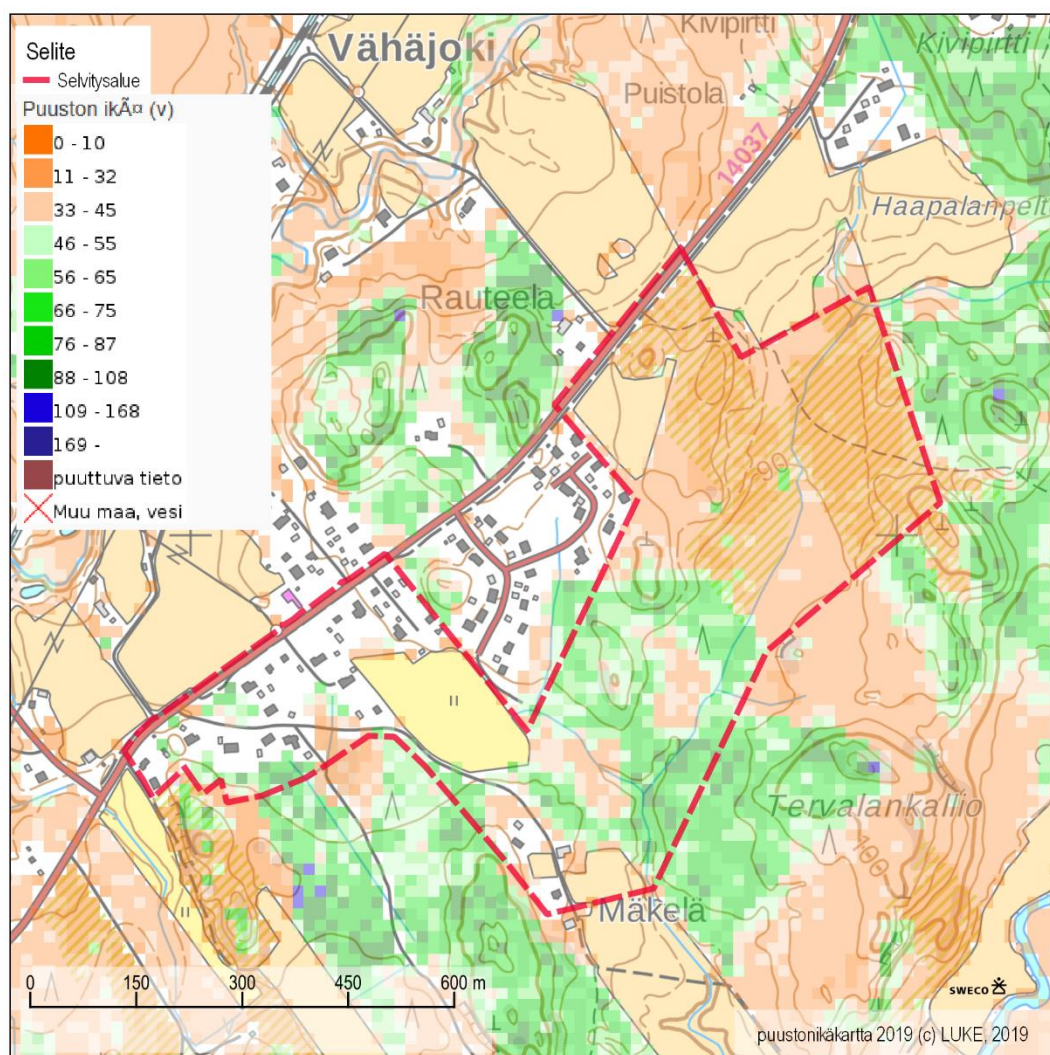 Selite
Selvitysalue
Puuston ikÃ¤ (v)
0 - 10
11 - 32
33 - 45
46 - 55
56 - 65
66 - 75
76 - 87
88 - 108
109 - 168
169 -
puuttuva tieto
Muu maa, vesi
Vähäjoki
Kivipirtti
Kivipirtti
Puistola
14037
Haapalanpelt
Rauteela
90
Tervalankallio
100
Mäkelä
0 150 300 450 600 m
SWECO
puustonikäkartta 2019 (c) LUKE, 2019